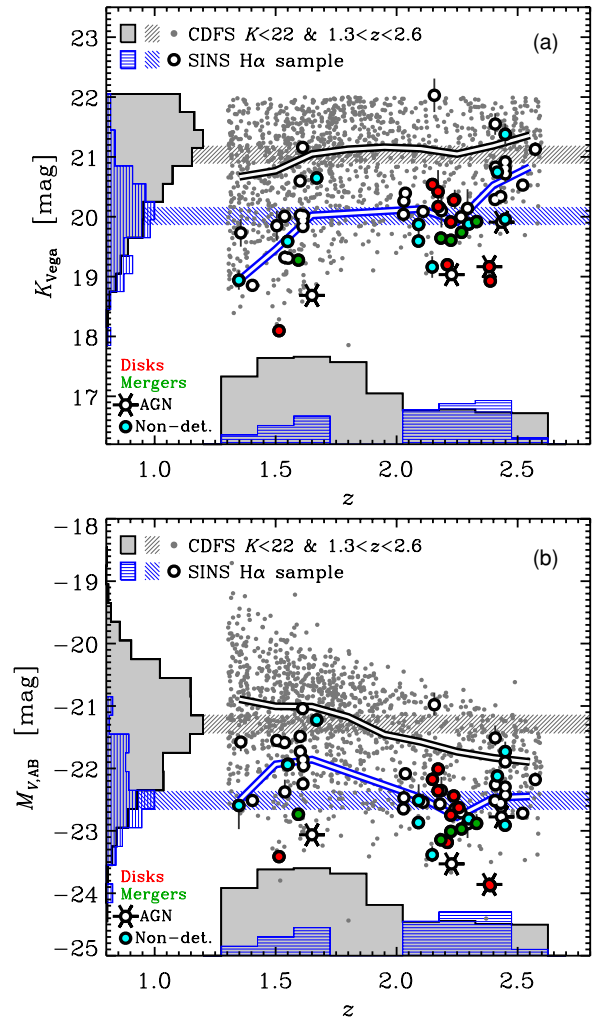 23
22
21
20
19
18
17
K_Vega [mag]
CDFS K<22 & 1.3<z<2.6
(a)
SINS Hα sample
Disks
Mergers
AGN
Non-det.
1.0 1.5 2.0 2.5
z
−18
−19
−20
−21
−22
−23
−24
−25
M_V,AB [mag]
CDFS K<22 & 1.3<z<2.6
(b)
SINS Hα sample
Disks
Mergers
AGN
Non-det.
1.0 1.5 2.0 2.5
z